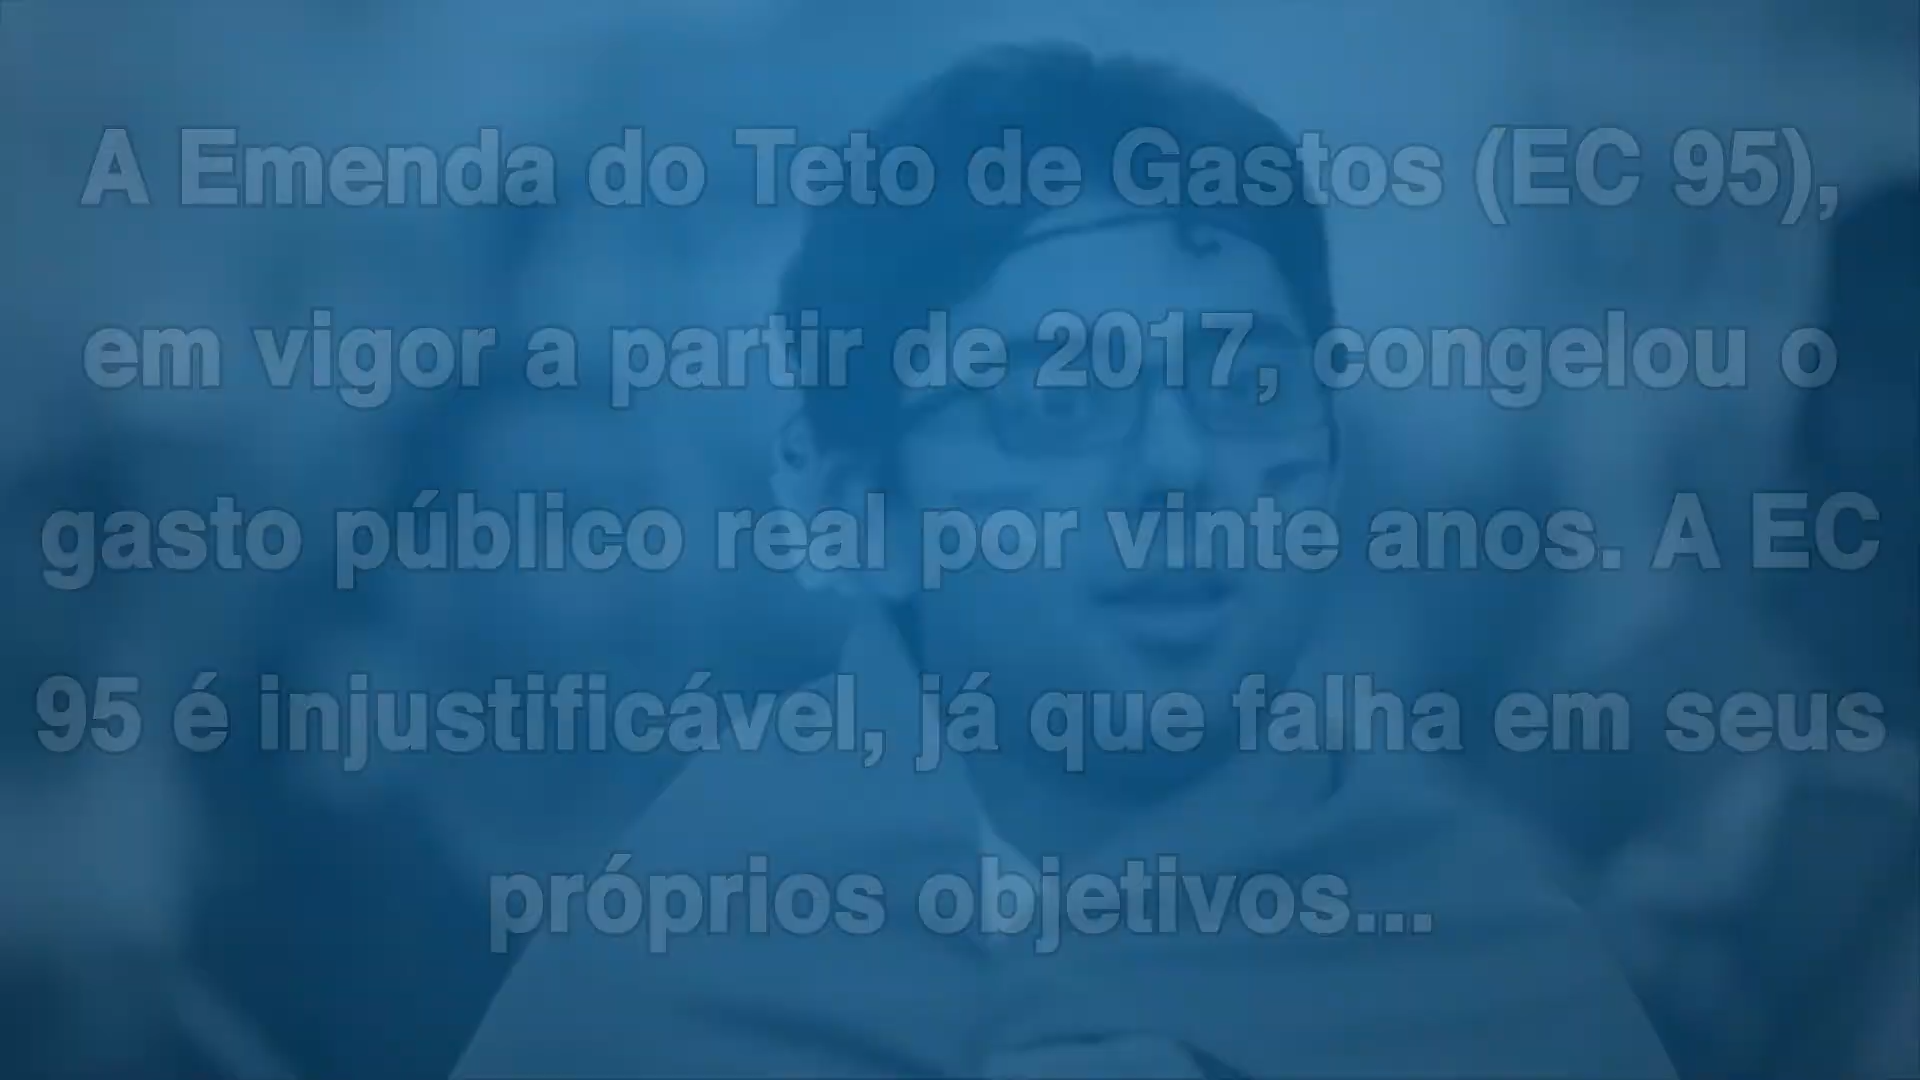 A Emenda do Teto de Gastos (EC 95),
em vigor a partir de 2017, congelou o
gasto público real por vinte anos. A EC
95 é injustificável, já que falha em seus
próprios objetivos...